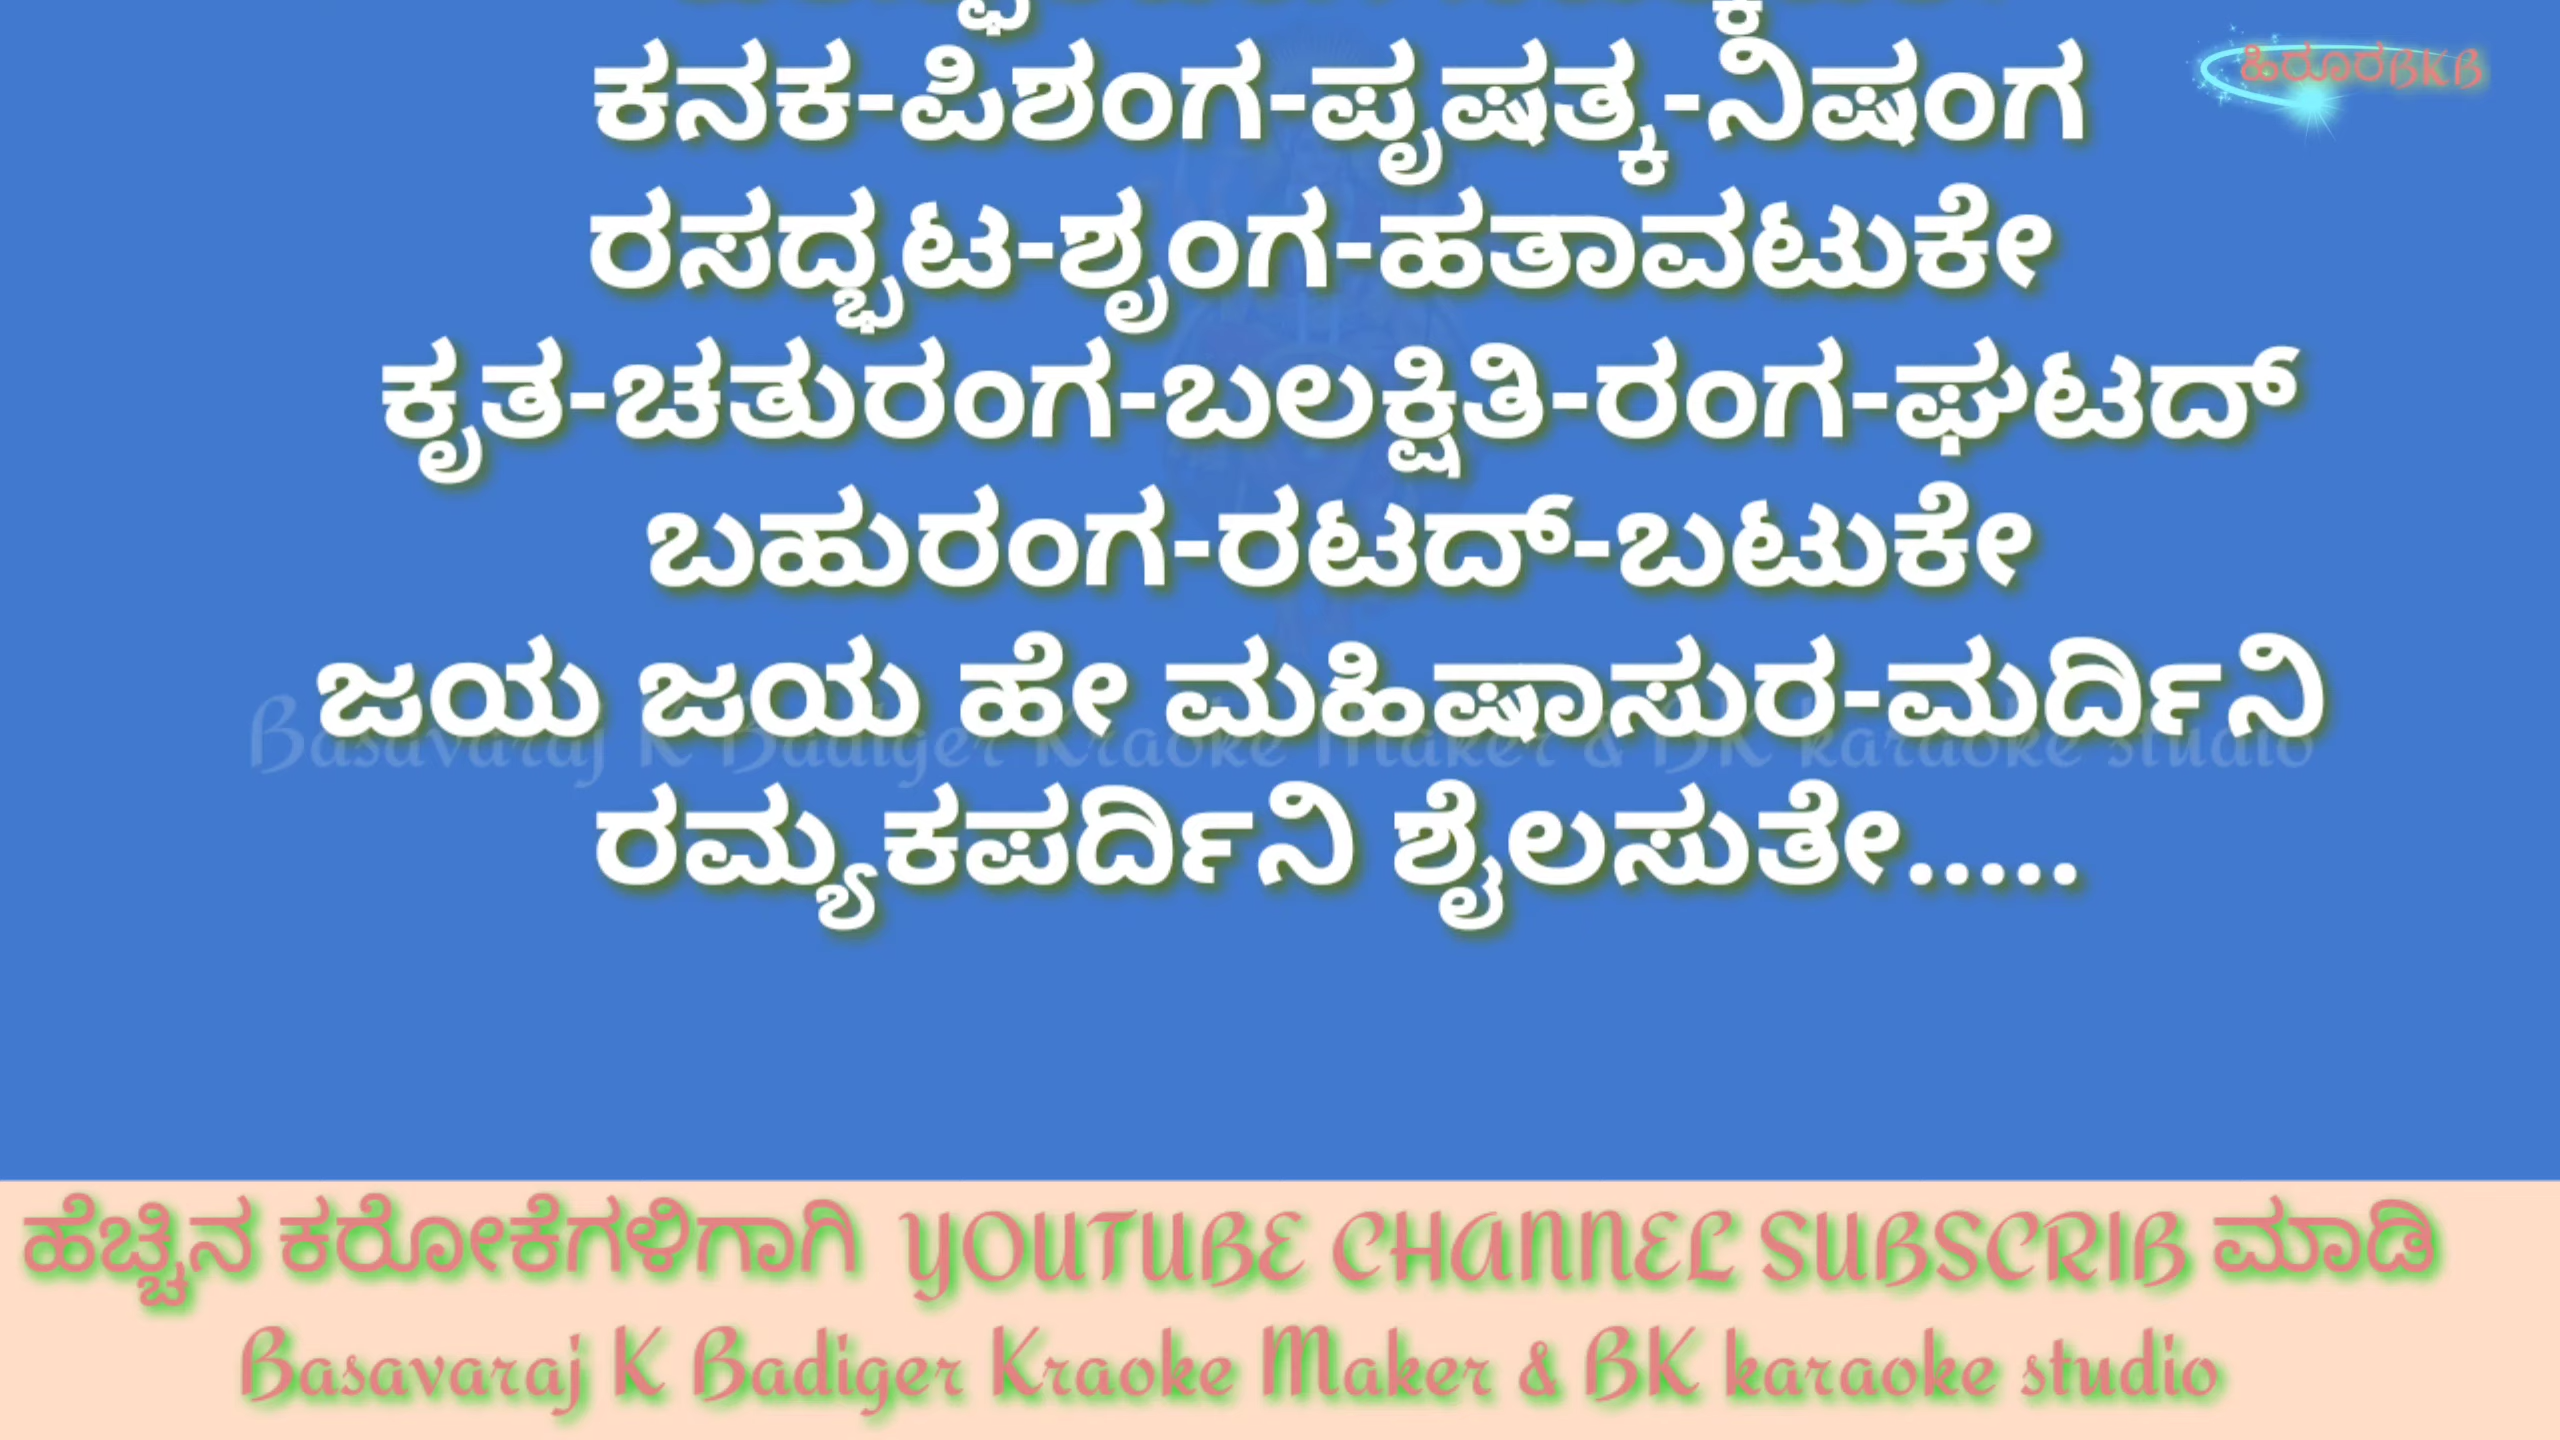 ಹಿರೂರBKB
ಕನಕ-ಪಿಶಂಗ-ಪೃಷತ್ಕ-ನಿಷಂಗ
ರಸದ್ಭಟ-ಶೃಂಗ-ಹತಾವಟುಕೇ
ಕೃತ-ಚತುರಂಗ-ಬಲಕ್ಷಿತಿ-ರಂಗ-ಘಟದ್
ಬಹುರಂಗ-ರಟದ್-ಬಟುಕೇ
ಜಯ ಜಯ ಹೇ ಮಹಿಷಾಸುರ-ಮರ್ದಿನಿ
Basavaraj K Badiger Kraoke Maker & BK karaoke studio
ರಮ್ಯಕಪರ್ದಿನಿ ಶೈಲಸುತೇ.....
ಹೆಚ್ಚಿನ ಕರೋಕೆಗಳಿಗಾಗಿ YOUTUBE CHANNEL SUBSCRIB ಮಾಡಿ
Basavaraj K Badiger Kraoke Maker & BK karaoke studio